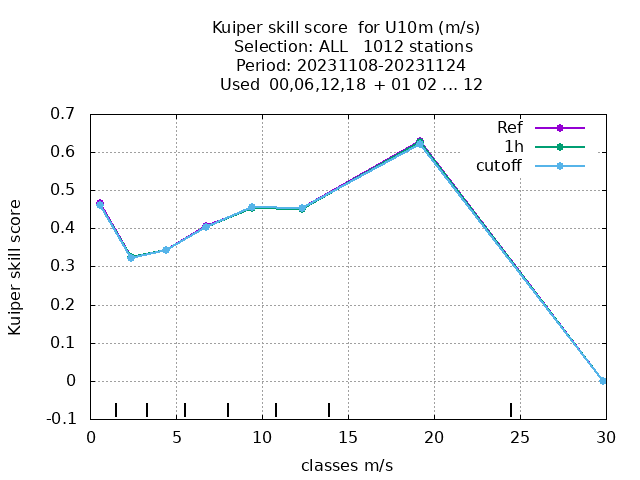 Kuiper skill score  for U10m (m/s)
Selection: ALL   1012 stations
Period: 20231108-20231124
Used  00,06,12,18  + 01 02 ... 12
Kuiper skill score
0.7
0.6
0.5
0.4
0.3
0.2
0.1
0
-0.1
Ref
1h
cutoff
0 5 10 15 20 25 30
classes m/s